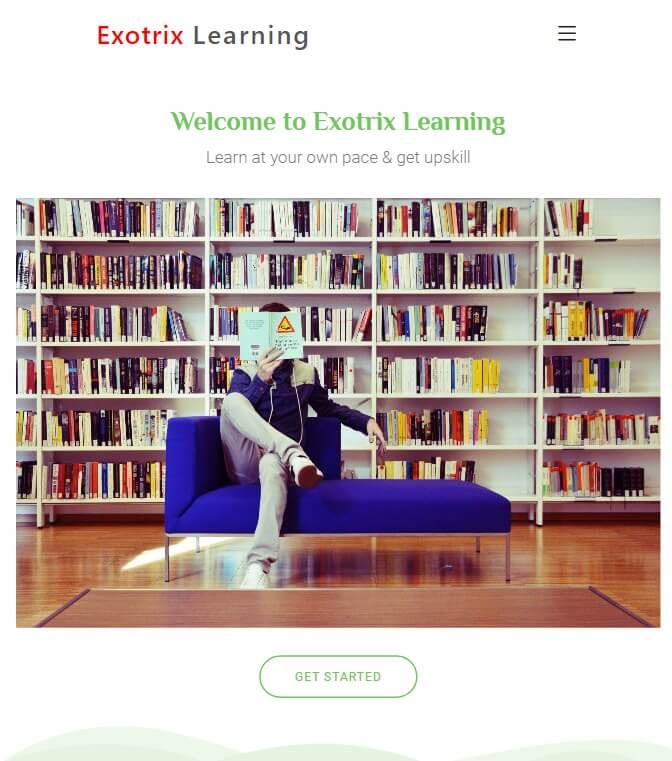 Exotrix Learning
Welcome to Exotrix Learning
Learn at your own pace & get upskill
GET STARTED